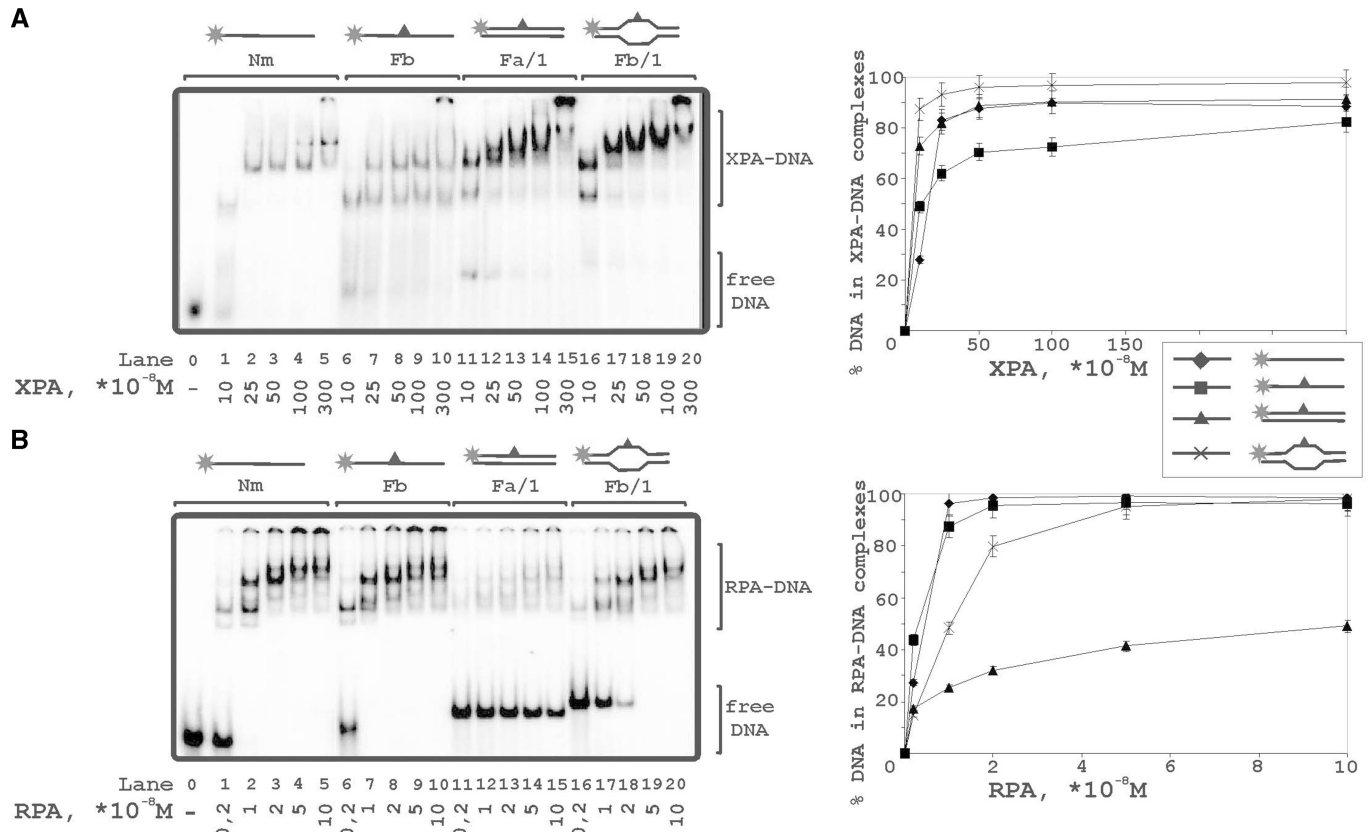 A
Nm Fb Fa/1 Fb/1
XPA-DNA
free
DNA
Lane 0 1 2 3 4 5 6 7 8 9 10 11 12 13 14 15 16 17 18 19 20
XPA, *10⁻⁸M - 10 25 50 100 300 10 25 50 100 300 10 25 50 100 300 10 25 50 100 300
% DNA in XPA-DNA complexes
100
80
60
40
20
0 50 100 150
XPA, *10⁻⁸M
B
Nm Fb Fa/1 Fb/1
RPA-DNA
free
DNA
Lane 0 1 2 3 4 5 6 7 2 9 10 11 12 13 14 15 16 17 18 19 20
RPA, *10⁻⁸M - 0,2 1 2 5 10 0,2 1 2 5 10 0,2 1 2 5 10 0,2 1 2 5 10
% DNA in RPA-DNA complexes
100
80
60
40
20
0 2 4 6 8 10
RPA, *10⁻⁸M